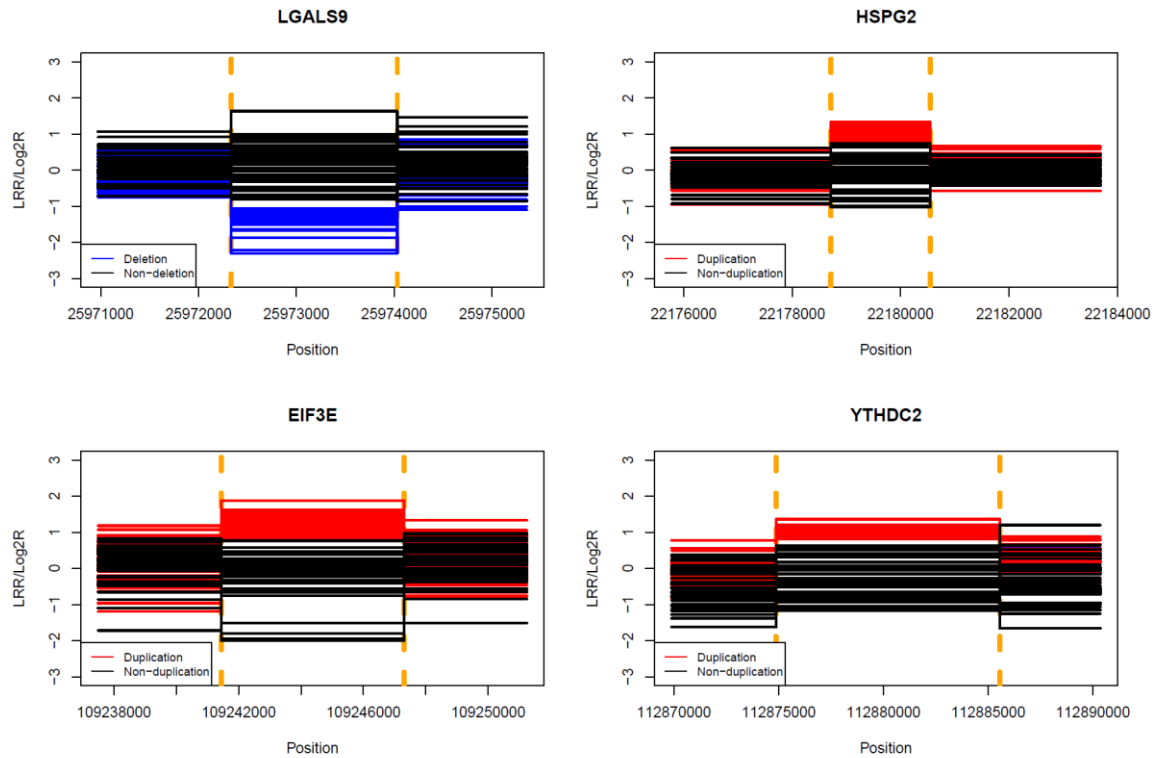 LGALS9
LRR/Log2R
3
2
1
0
−1
−2
−3
Deletion
Non−deletion
25971000 25972000 25973000 25974000 25975000
Position
HSPG2
LRR/Log2R
3
2
1
0
−1
−2
−3
Duplication
Non−duplication
22176000 22178000 22180000 22182000 22184000
Position
EIF3E
LRR/Log2R
3
2
1
0
−1
−2
−3
Duplication
Non−duplication
109238000 109242000 109246000 109250000
Position
YTHDC2
LRR/Log2R
3
2
1
0
−1
−2
−3
Duplication
Non−duplication
112870000 112875000 112880000 112885000 112890000
Position